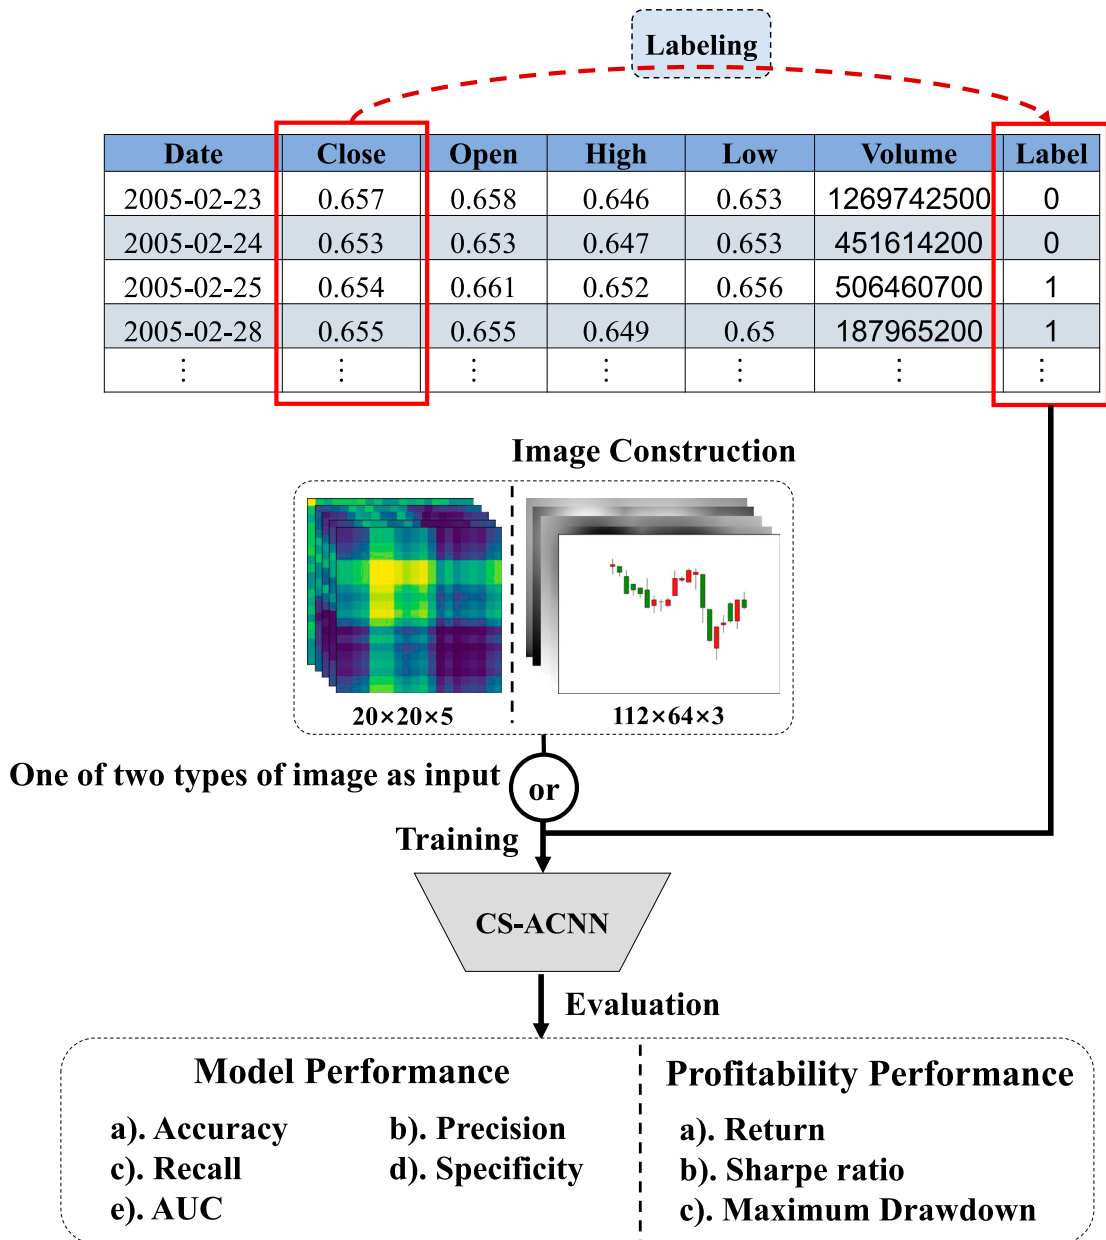 Labeling
Date Close Open High Low Volume Label
2005-02-23 0.657 0.658 0.646 0.653 1269742500 0
2005-02-24 0.653 0.653 0.647 0.653 451614200 0
2005-02-25 0.654 0.661 0.652 0.656 506460700 1
2005-02-28 0.655 0.655 0.649 0.65 187965200 1
⋮ ⋮ ⋮ ⋮ ⋮ ⋮ ⋮
Image Construction
20×20×5 112×64×3
One of two types of image as input or
Training
CS-ACNN
Evaluation
Model Performance Profitability Performance
a). Accuracy b). Precision a). Return
c). Recall d). Specificity b). Sharpe ratio
e). AUC c). Maximum Drawdown